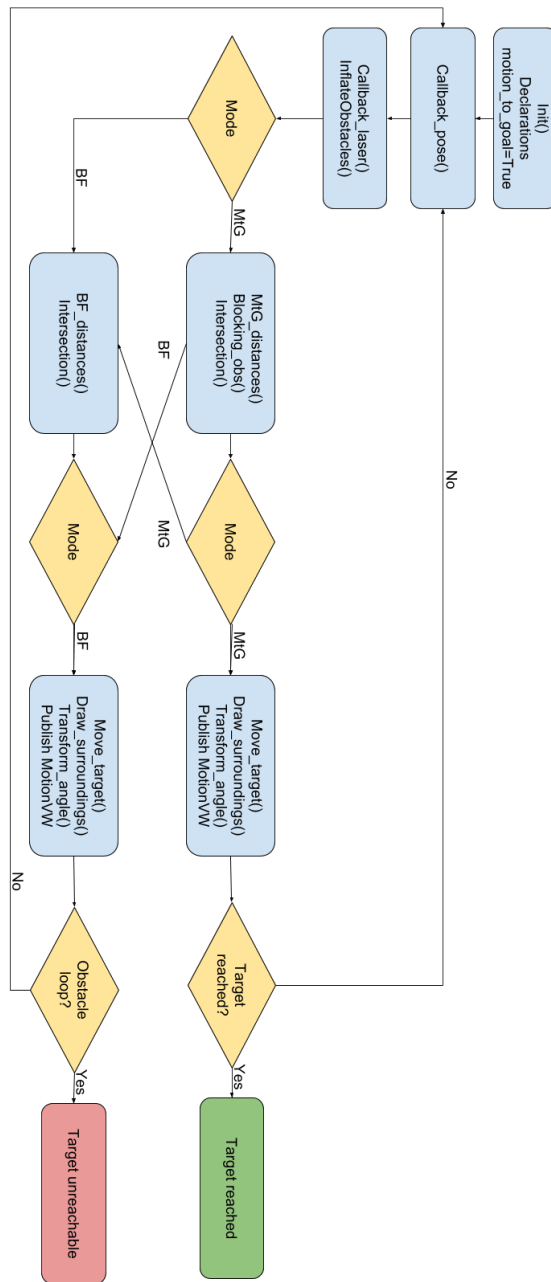 Init()
Declarations
motion_to_goal=True
Callback_pose()
Callback_laser()
InflateObstacles()
Mode
MtG
BF
MtG_distances()
Blocking_obs()
Intersection()
BF_distances()
Intersection()
BF
MtG
Mode
Mode
MtG
BF
Move_target()
Draw_surroundings()
Transform_angle()
Publish MotionVW
Move_target()
Draw_surroundings()
Transform_angle()
Publish MotionVW
No
Target
reached?
Yes
Target reached
Obstacle
loop?
No
Yes
Target unreachable